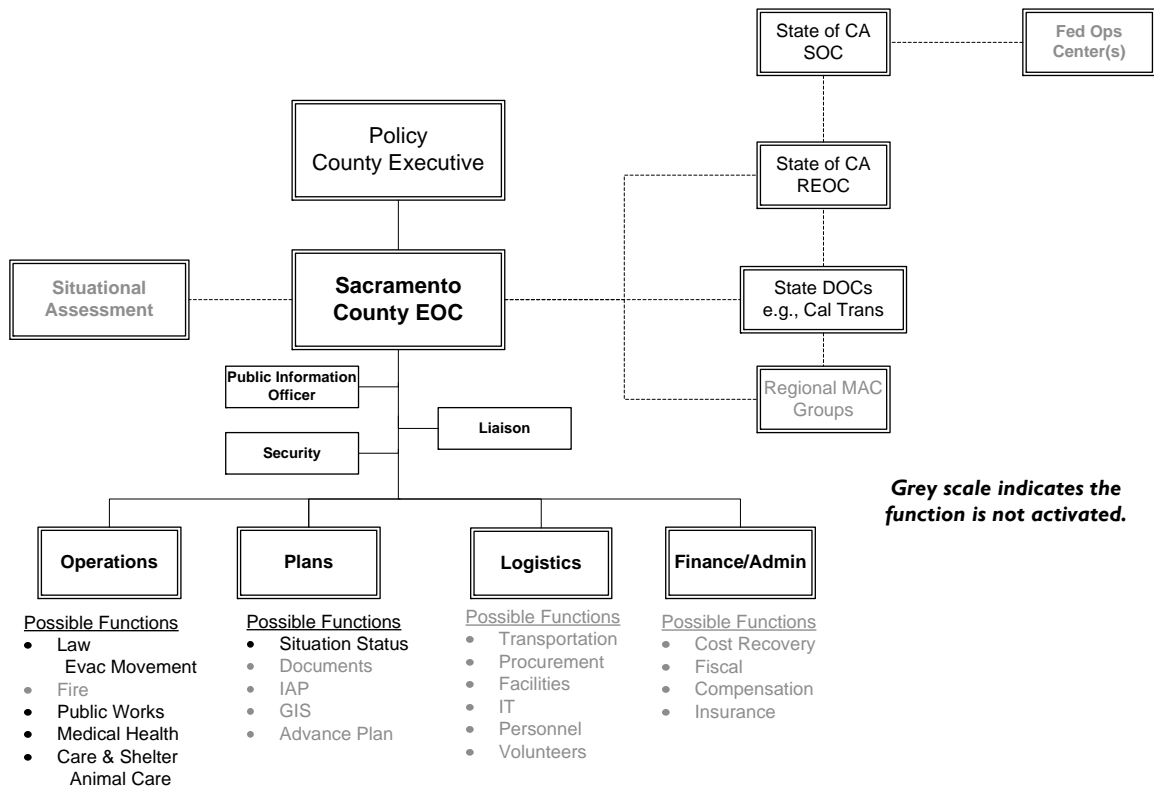 State of CA
SOC
Fed Ops
Center(s)
Policy
County Executive
State of CA
REOC
Situational
Assessment
Sacramento
County EOC
State DOCs
e.g., Cal Trans
Public Information
Officer
Regional MAC
Groups
Liaison
Security
Grey scale indicates the
function is not activated.
Operations
Plans
Logistics
Finance/Admin
Possible Functions
• Law
Evac Movement
• Fire
• Public Works
• Medical Health
• Care & Shelter
Animal Care
Possible Functions
• Situation Status
• Documents
• IAP
• GIS
• Advance Plan
Possible Functions
• Transportation
• Procurement
• Facilities
• IT
• Personnel
• Volunteers
Possible Functions
• Cost Recovery
• Fiscal
• Compensation
• Insurance